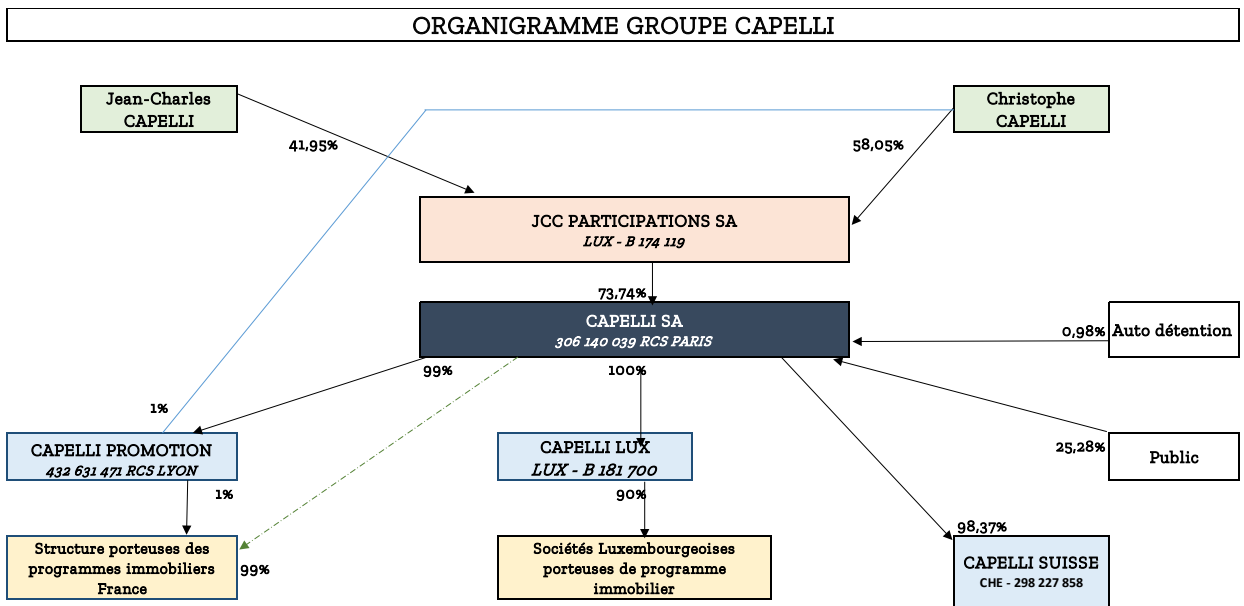 ORGANIGRAMME GROUPE CAPELLI
Jean-Charles
CAPELLI
Christophe
CAPELLI
41,95%
58,05%
JCC PARTICIPATIONS SA
LUX - B 174 119
73,74%
CAPELLI SA
306 140 039 RCS PARIS
0,98%
Auto détention
99%
100%
1%
CAPELLI PROMOTION
432 631 471 RCS LYON
CAPELLI LUX
LUX - B 181 700
25,28%
Public
1%
90%
98,37%
Structure porteuses des
programmes immobiliers
France
99%
Sociétés Luxembourgeoises
porteuses de programme
immobilier
CAPELLI SUISSE
CHE - 298 227 858